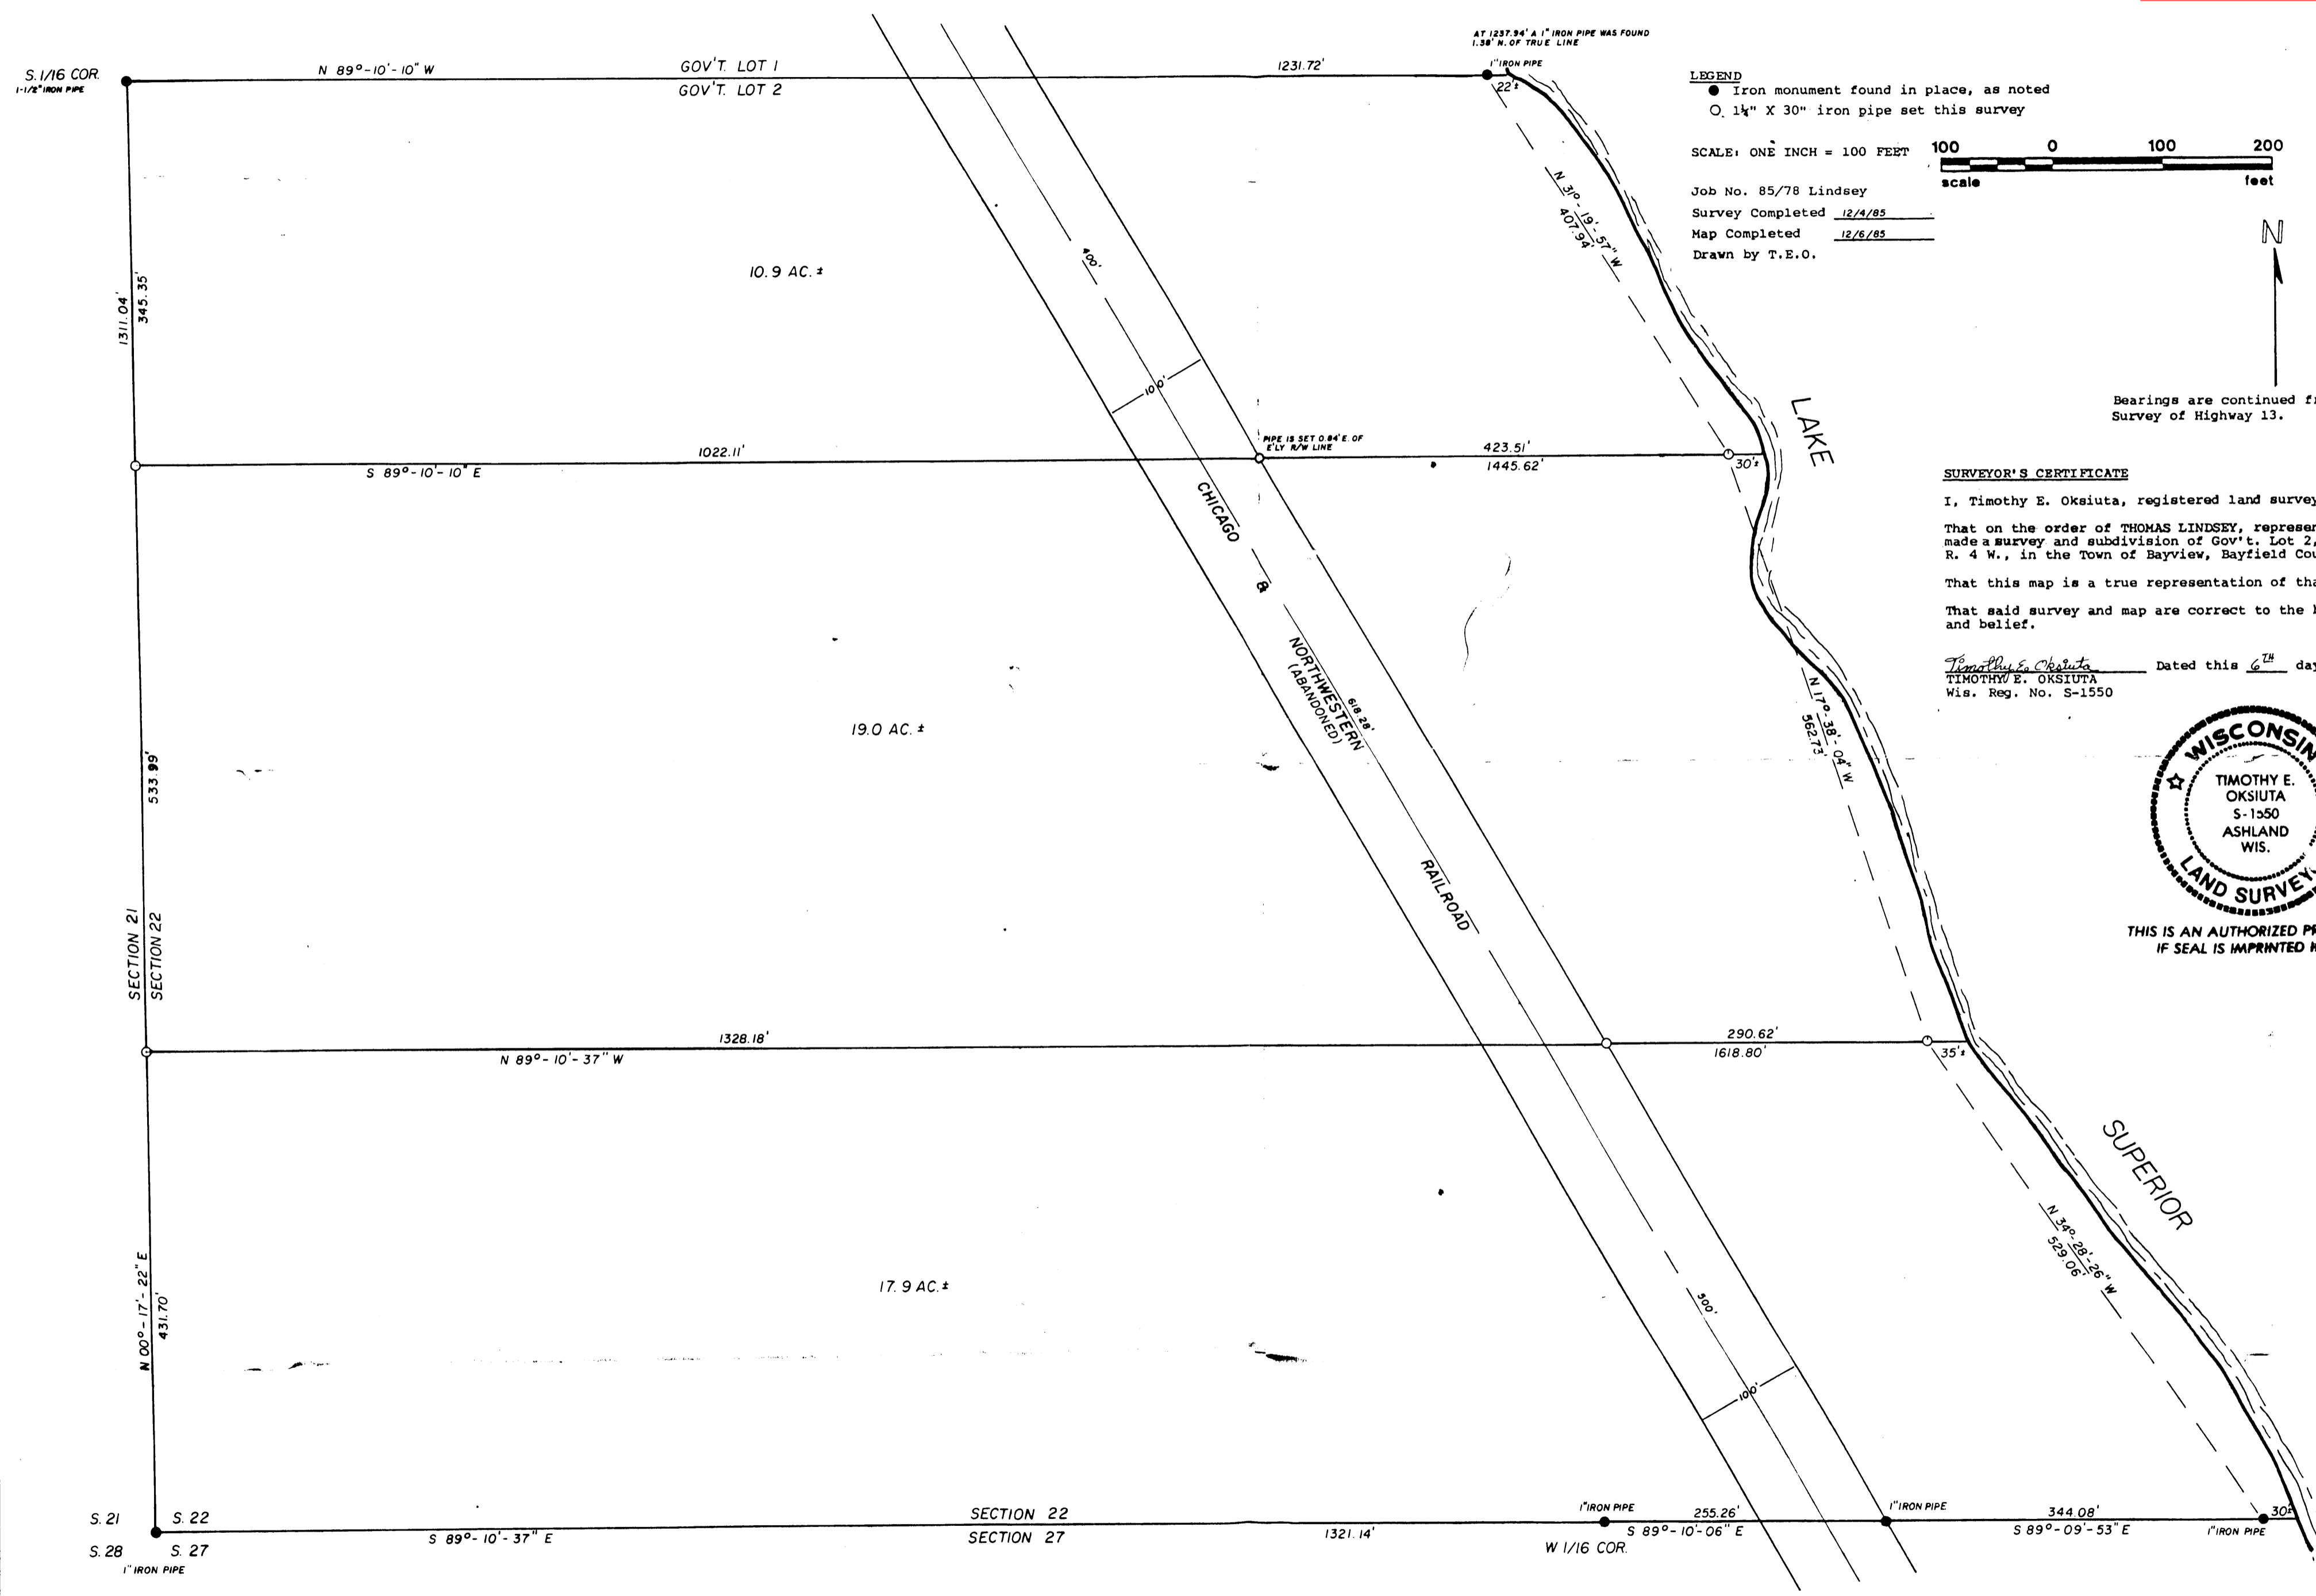 AT 1237.94' A 1" IRON PIPE WAS FOUND
1.38' N. OF TRUE LINE
S. 1/16 COR.
1-1/2" IRON PIPE
N 89°-10'-10" W
GOV'T. LOT 1
GOV'T. LOT 2
1231.72'
1" IRON PIPE
22'±
LEGEND
Iron monument found in place, as noted
1¼" X 30" iron pipe set this survey
SCALE: ONE INCH = 100 FEET
100 0 100 200
scale feet
Job No. 85/78 Lindsey
Survey Completed 12/4/85
Map Completed 12/6/85
Drawn by T.E.O.
N
N 31°-19'-57" W
407.94'
400'
10.9 AC.±
1311.04'
345.35'
100'
LAKE
Bearings are continued f
Survey of Highway 13.
PIPE IS SET 0.84' E. OF
E'LY R/W LINE
1022.11'
S 89°-10'-10" E
423.51'
1445.62'
30'±
SURVEYOR'S CERTIFICATE
I, Timothy E. Oksiuta, registered land survey
That on the order of THOMAS LINDSEY, represe
made a survey and subdivision of Gov't. Lot 2,
R. 4 W., in the Town of Bayview, Bayfield Cou
That this map is a true representation of tha
That said survey and map are correct to the
and belief.
Timothy E. Oksiuta Dated this 6TH day
TIMOTHY E. OKSIUTA
Wis. Reg. No. S-1550
CHICAGO & NORTHWESTERN RAILROAD
(ABANDONED)
618.28'
N 17°-38'-04" W
562.73'
19.0 AC.±
533.99'
WISCONSIN
TIMOTHY E.
OKSIUTA
S-1550
ASHLAND
WIS.
LAND SURVEY
THIS IS AN AUTHORIZED PR
IF SEAL IS IMPRINTED
SECTION 21
SECTION 22
1328.18'
N 89°-10'-37" W
290.62'
1618.80'
35'±
SUPERIOR
N 34°-28'-26" W
529.06'
N 00°-17'-22" E
431.70'
17.9 AC.±
500'
100'
S. 21 S. 22
S. 28 S. 27
1" IRON PIPE
S 89°-10'-37" E
SECTION 22
SECTION 27
1321.14'
1" IRON PIPE
W 1/16 COR.
255.26'
S 89°-10'-06" E
1" IRON PIPE
344.08'
S 89°-09'-53" E
1" IRON PIPE
30'±